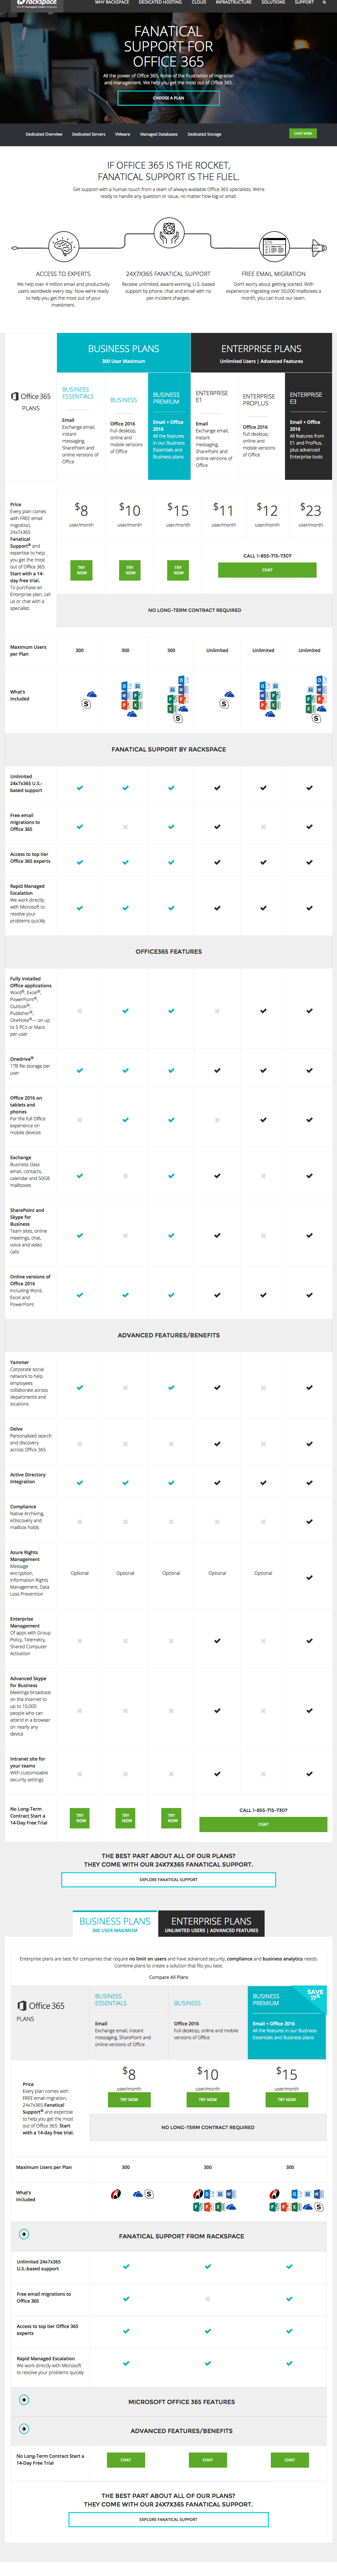 rackspace
the #1 managed cloud company
WHY RACKSPACE DEDICATED HOSTING CLOUD INFRASTRUCTURE SOLUTIONS SUPPORT
FANATICAL
SUPPORT FOR
OFFICE 365
All the power of Office 365. None of the frustration of migration
and management. We help you get the most out of Office 365.
CHOOSE A PLAN
Dedicated Overview Dedicated Servers VMware Managed Databases Dedicated Storage CHAT NOW
IF OFFICE 365 IS THE ROCKET,
FANATICAL SUPPORT IS THE FUEL.
Get support with a human touch from a team of always-available Office 365 specialists. We're
ready to handle any question or issue, no matter how big or small.
ACCESS TO EXPERTS
We help over 4 million email and productivity
users worldwide every day. Now we're ready
to help you get the most out of your
investment.
24X7X365 FANATICAL SUPPORT
Receive unlimited, award-winning, U.S.-based
support by phone, chat and email with no
per-incident charges.
FREE EMAIL MIGRATION
Don't worry about getting started. With
experience migrating over 50,000 mailboxes a
month, you can trust our team.
BUSINESS PLANS
300 User Maximum
ENTERPRISE PLANS
Unlimited Users | Advanced Features
Office 365
PLANS
BUSINESS
ESSENTIALS
Email
Exchange email,
instant
messaging,
SharePoint and
online versions of
Office
BUSINESS
Office 2016
Full desktop,
online and
mobile versions
of Office
BUSINESS
PREMIUM
Email + Office
2016
All the features
in our Business
Essentials and
Business plans
ENTERPRISE
E1
Email
Exchange email,
instant
messaging,
SharePoint and
online versions of
Office
ENTERPRISE
PROPLUS
Office 2016
Full desktop,
online and
mobile versions
of Office
ENTERPRISE
E3
Email + Office
2016
All features from
E1 and ProPlus,
plus advanced
Enterprise tools
Price
Every plan comes
with FREE email
migration,
24x7x365
Fanatical
Support® and
expertise to help
you get the most
out of Office 365.
Start with a 14-
day free trial.
To purchase an
Enterprise plan, call
us or chat with a
specialist.
$8 $10 $15 $11 $12 $23
user/month user/month user/month user/month user/month user/month
TRY NOW TRY NOW TRY NOW
CALL 1-855-715-7307
CHAT
NO LONG-TERM CONTRACT REQUIRED
Maximum Users
per Plan
300 300 300 Unlimited Unlimited Unlimited
What's
Included
FANATICAL SUPPORT BY RACKSPACE
Unlimited
24x7x365 U.S.-
based support
Free email
migrations to
Office 365
Access to top tier
Office 365 experts
Rapid Managed
Escalation
We work directly
with Microsoft to
resolve your
problems quickly
OFFICE365 FEATURES
Fully installed
Office applications
Word®, Excel®,
PowerPoint®,
Outlook®,
Publisher®,
OneNote®— on up
to 5 PCs or Macs
per user
Onedrive®
1TB file storage per
user
Office 2016 on
tablets and
phones
For the full Office
experience on
mobile devices
Exchange
Business class
email, contacts,
calendar and 50GB
mailboxes
SharePoint and
Skype for
Business
Team sites, online
meetings, chat,
voice and video
calls
Online versions of
Office 2016
Including Word,
Excel and
PowerPoint
ADVANCED FEATURES/BENEFITS
Yammer
Corporate social
network to help
employees
collaborate across
departments and
locations
Delve
Personalized search
and discovery
across Office 365
Active Directory
Integration
Compliance
Native Archiving,
eDiscovery and
mailbox holds
Azure Rights
Management
Message
encryption,
Information Rights
Management, Data
Loss Prevention
Optional Optional Optional Optional Optional
Enterprise
Management
Of apps with Group
Policy, Telemetry,
Shared Computer
Activation
Advanced Skype
for Business
Meetings broadcast
on the Internet to
up to 10,000
people who can
attend in a browser
on nearly any
device
Intranet site for
your teams
With customizable
security settings
No Long-Term
Contract Start a
14-Day Free Trial
TRY NOW TRY NOW TRY NOW
CALL 1-855-715-7307
CHAT
THE BEST PART ABOUT ALL OF OUR PLANS?
THEY COME WITH OUR 24X7X365 FANATICAL SUPPORT.
EXPLORE FANATICAL SUPPORT
BUSINESS PLANS
300 USER MAXIMUM
ENTERPRISE PLANS
UNLIMITED USERS | ADVANCED FEATURES
Enterprise plans are best for companies that require no limit on users and have advanced security, compliance and business analytics needs.
Combine plans to create a solution that fits you best.
Compare All Plans
Office 365
PLANS
BUSINESS
ESSENTIALS
Email
Exchange email, instant
messaging, SharePoint and
online versions of Office
BUSINESS
Office 2016
Full desktop, online and mobile
versions of Office
BUSINESS
PREMIUM
SAVE
17%
Email + Office 2016
All the features in our Business
Essentials and Business plans
Price
Every plan comes with
FREE email migration,
24x7x365 Fanatical
Support® and expertise
to help you get the most
out of Office 365. Start
with a 14-day free trial.
$8 $10 $15
user/month user/month user/month
TRY NOW TRY NOW TRY NOW
NO LONG-TERM CONTRACT REQUIRED
Maximum Users per Plan 300 300 300
What's
Included
FANATICAL SUPPORT FROM RACKSPACE
Unlimited 24x7x365
U.S.-based support
Free email migrations to
Office 365
Access to top tier Office 365
experts
Rapid Managed Escalation
We work directly with Microsoft
to resolve your problems quickly
MICROSOFT OFFICE 365 FEATURES
ADVANCED FEATURES/BENEFITS
No Long-Term Contract Start a
14-Day Free Trial
CHAT CHAT CHAT
THE BEST PART ABOUT ALL OF OUR PLANS?
THEY COME WITH OUR 24X7X365 FANATICAL SUPPORT.
EXPLORE FANATICAL SUPPORT